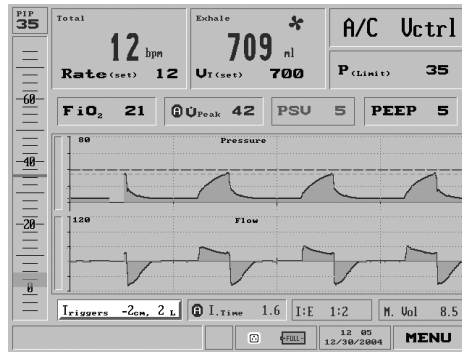 PIP
35
Total
12 bpm
Rate(set) 12
Exhale
709 ml
VT(set) 700
A/C Vctrl
P(Limit) 35
FiO2 21
A V̇Peak 42
PSV 5
PEEP 5
60
40
20
0
80 Pressure
120 Flow
Triggers -2cm, 2 L
A I.Time 1.6
I:E 1:2
M. Vol 8.5
-FULL-
12 05
12/30/2004
MENU